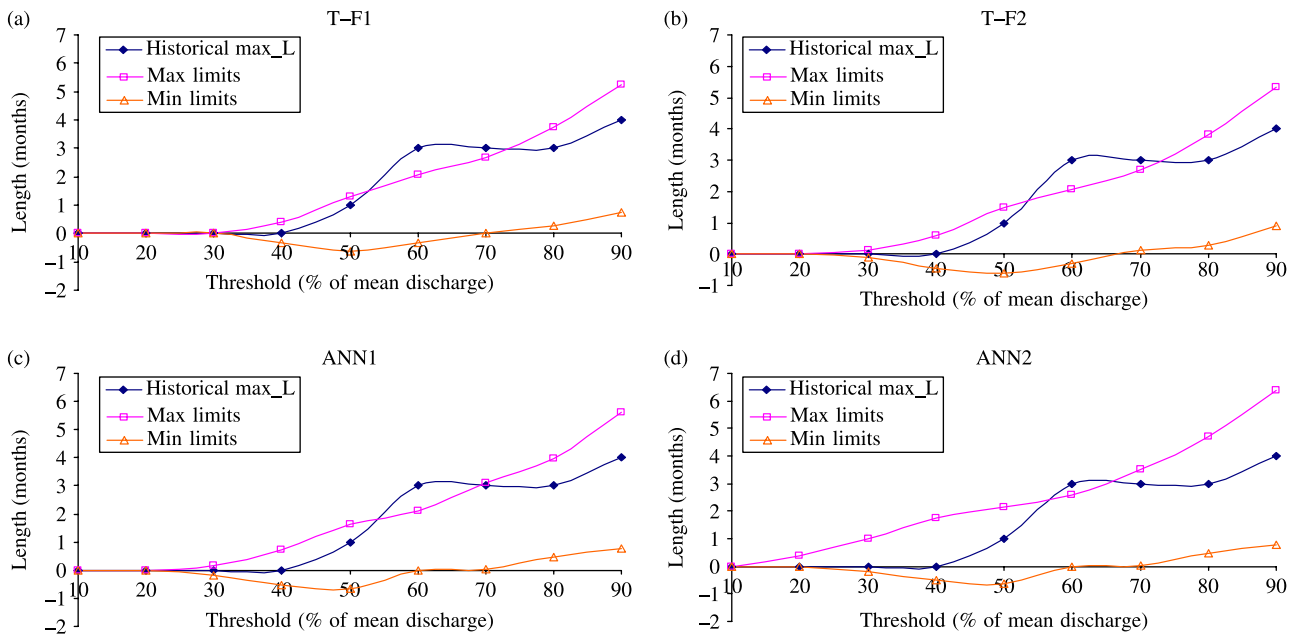 (a)
T–F1
7
6
5
4
3
2
1
0
–1
–2
Length (months)
Historical max_L
Max limits
Min limits
10 20 30 40 50 60 70 80 90
Threshold (% of mean discharge)
(b)
T–F2
7
6
5
4
3
2
1
0
–1
Length (months)
Historical max_L
Max limits
Min limits
10 20 30 40 50 60 70 80 90
Threshold (% of mean discharge)
(c)
ANN1
7
6
5
4
3
2
1
0
–1
–2
Length (months)
Historical max_L
Max limits
Min limits
10 20 30 40 50 60 70 80 90
Threshold (% of mean discharge)
(d)
ANN2
7
6
5
4
3
2
1
0
–1
–2
Length (months)
Historical max_L
Max limits
Min limits
10 20 30 40 50 60 70 80 90
Threshold (% of mean discharge)